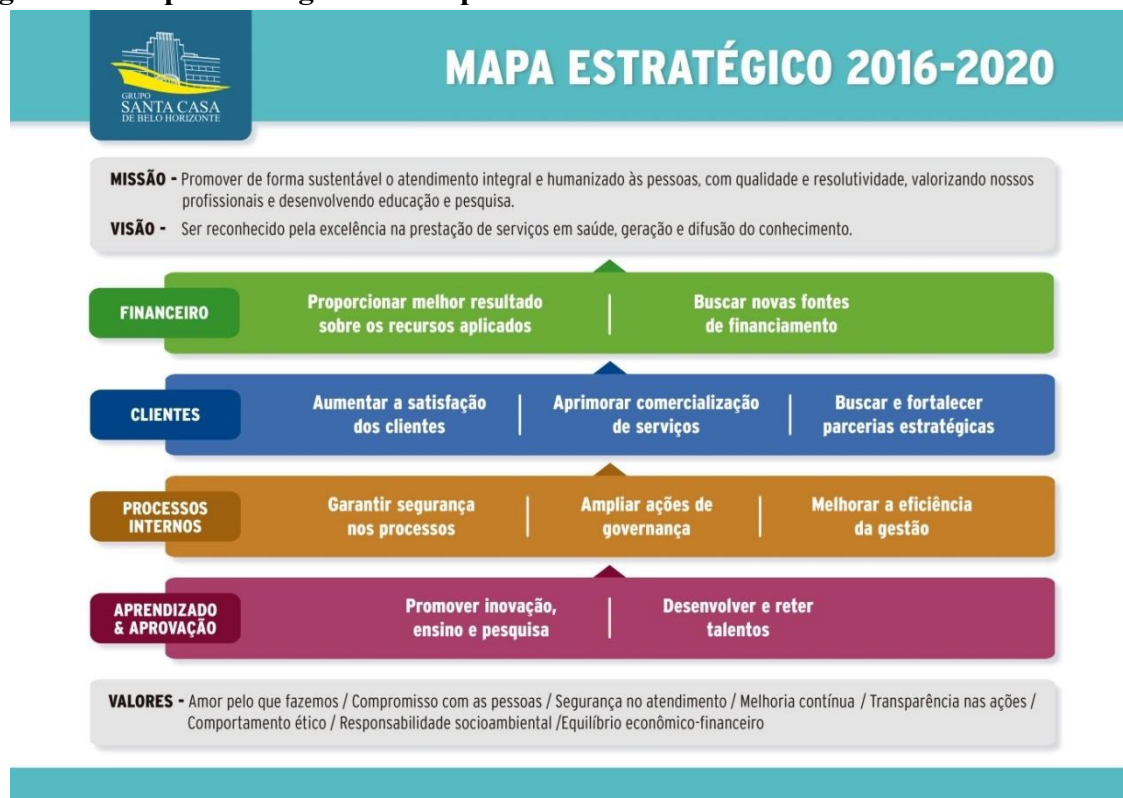 GRUPO
SANTA CASA
DE BELO HORIZONTE
MAPA ESTRATÉGICO 2016-2020
MISSÃO - Promover de forma sustentável o atendimento integral e humanizado às pessoas, com qualidade e resolutividade, valorizando nossos
profissionais e desenvolvendo educação e pesquisa.
VISÃO - Ser reconhecido pela excelência na prestação de serviços em saúde, geração e difusão do conhecimento.
FINANCEIRO
Proporcionar melhor resultado
sobre os recursos aplicados
Buscar novas fontes
de financiamento
CLIENTES
Aumentar a satisfação
dos clientes
Aprimorar comercialização
de serviços
Buscar e fortalecer
parcerias estratégicas
PROCESSOS
INTERNOS
Garantir segurança
nos processos
Ampliar ações de
governança
Melhorar a eficiência
da gestão
APRENDIZADO
& APROVAÇÃO
Promover inovação,
ensino e pesquisa
Desenvolver e reter
talentos
VALORES - Amor pelo que fazemos / Compromisso com as pessoas / Segurança no atendimento / Melhoria contínua / Transparência nas ações /
Comportamento ético / Responsabilidade socioambiental /Equilíbrio econômico-financeiro